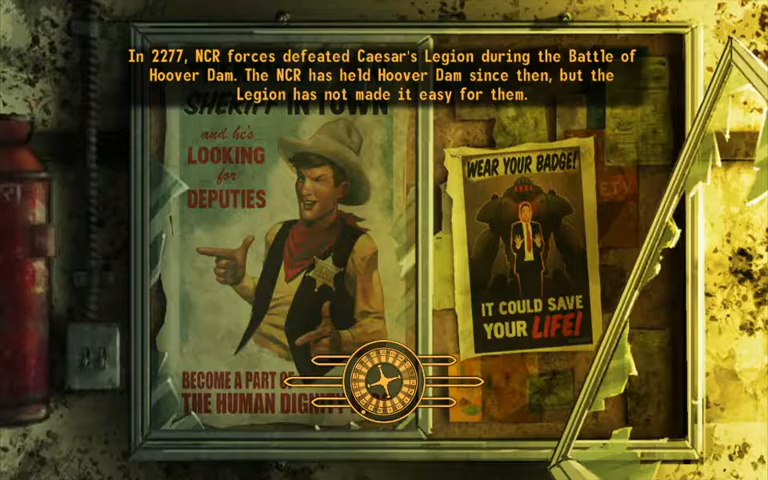 In 2277, NCR forces defeated Caesar's Legion during the Battle of
Hoover Dam. The NCR has held Hoover Dam since then, but the
Legion has not made it easy for them.
SHERIFF IN TOWN
and he's
LOOKING
for
DEPUTIES
BECOME A PART OF
THE HUMAN
WEAR YOUR BADGE!
IT COULD SAVE
YOUR LIFE!